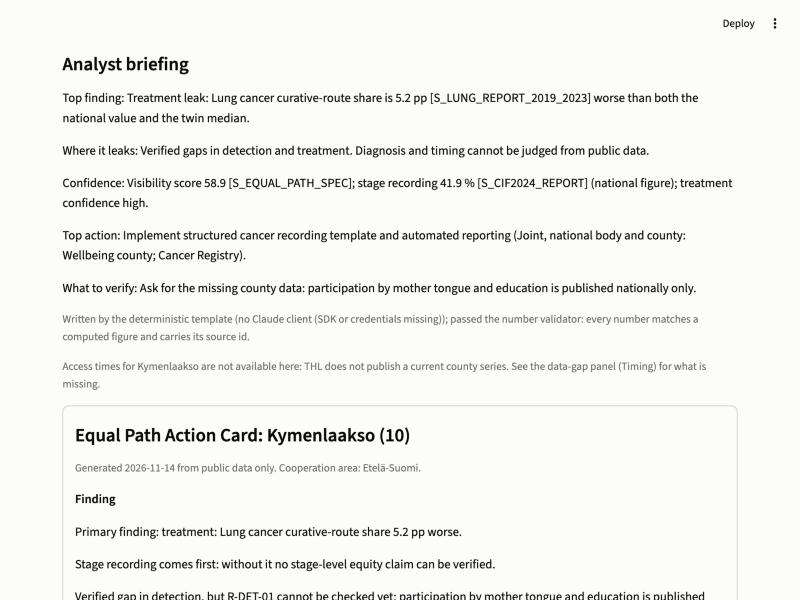 Deploy
Analyst briefing
Top finding: Treatment leak: Lung cancer curative-route share is 5.2 pp [S_LUNG_REPORT_2019_2023] worse than both the
national value and the twin median.
Where it leaks: Verified gaps in detection and treatment. Diagnosis and timing cannot be judged from public data.
Confidence: Visibility score 58.9 [S_EQUAL_PATH_SPEC]; stage recording 41.9 % [S_CIF2024_REPORT] (national figure); treatment
confidence high.
Top action: Implement structured cancer recording template and automated reporting (Joint, national body and county:
Wellbeing county; Cancer Registry).
What to verify: Ask for the missing county data: participation by mother tongue and education is published nationally only.
Written by the deterministic template (no Claude client (SDK or credentials missing)); passed the number validator: every number matches a
computed figure and carries its source id.
Access times for Kymenlaakso are not available here: THL does not publish a current county series. See the data-gap panel (Timing) for what is
missing.
Equal Path Action Card: Kymenlaakso (10)
Generated 2026-11-14 from public data only. Cooperation area: Etelä-Suomi.
Finding
Primary finding: treatment: Lung cancer curative-route share 5.2 pp worse.
Stage recording comes first: without it no stage-level equity claim can be verified.
Verified gap in detection, but R-DET-01 cannot be checked yet: participation by mother tongue and education is published